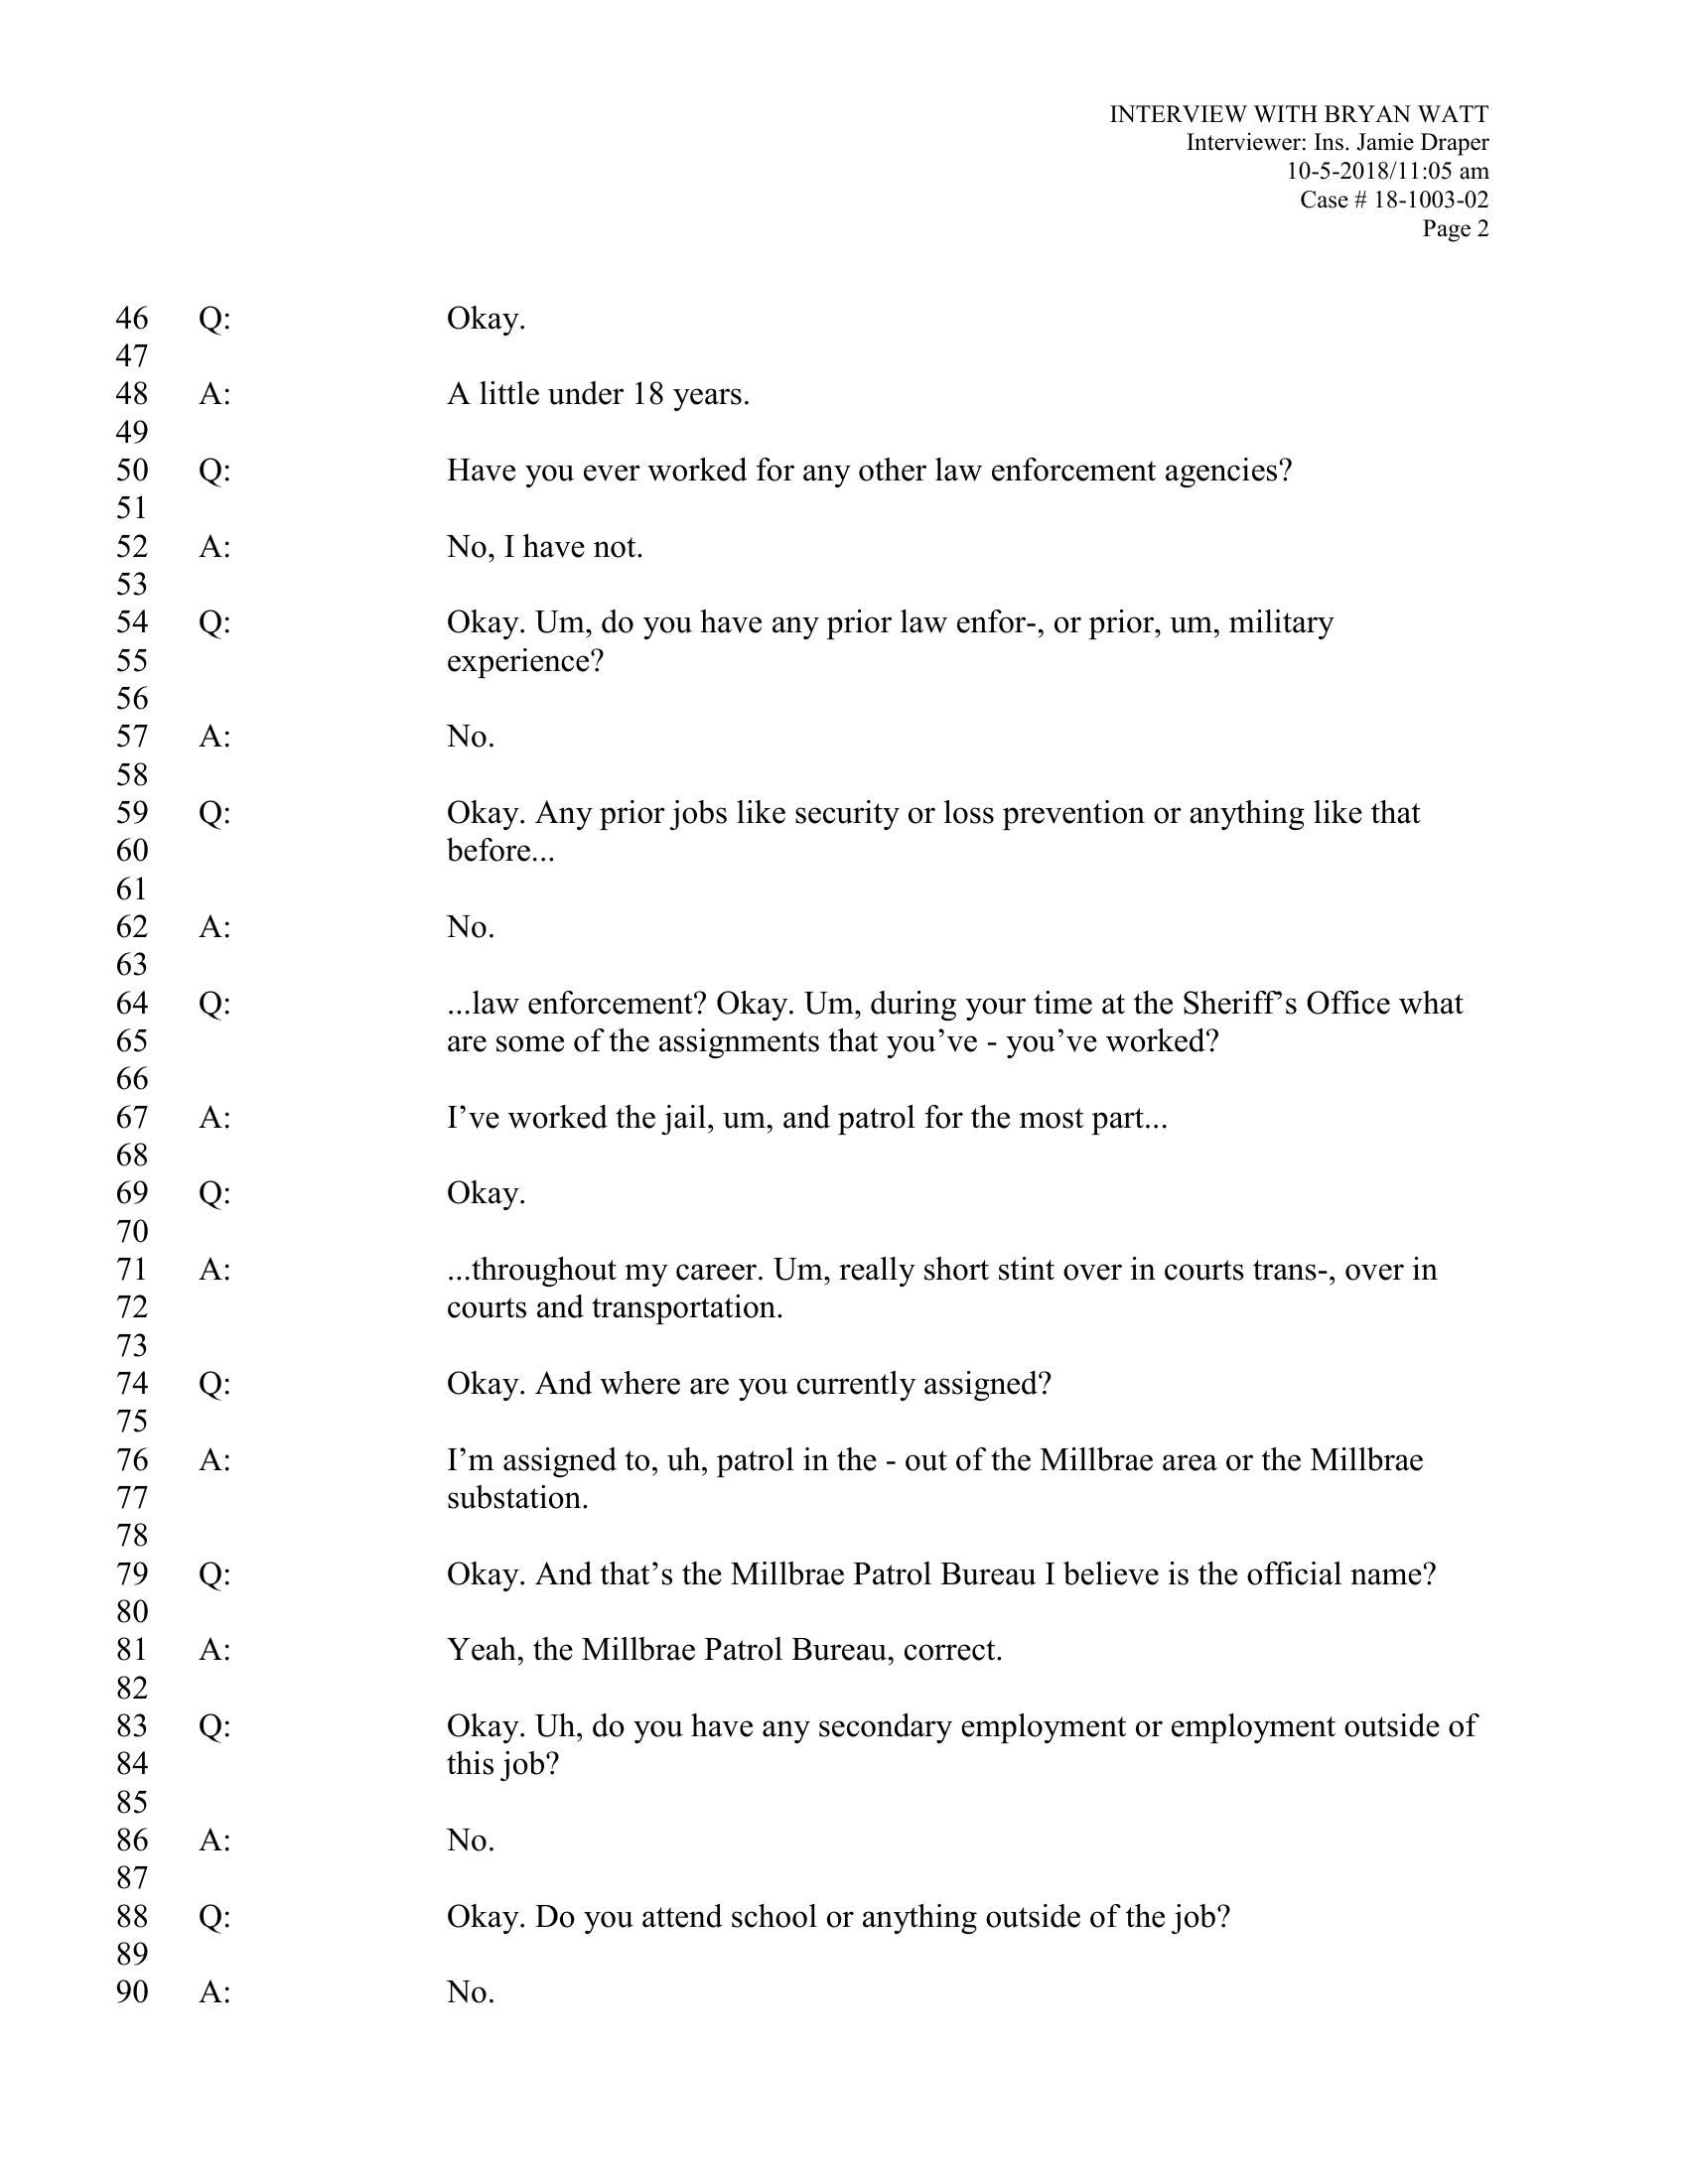 INTERVIEW WITH BRYAN WATT
Interviewer: Ins. Jamie Draper
10-5-2018/11:05 am
Case # 18-1003-02
Page 2
46 Q: Okay.
47
48 A: A little under 18 years.
49
50 Q: Have you ever worked for any other law enforcement agencies?
51
52 A: No, I have not.
53
54 Q: Okay. Um, do you have any prior law enfor-, or prior, um, military
55 experience?
56
57 A: No.
58
59 Q: Okay. Any prior jobs like security or loss prevention or anything like that
60 before...
61
62 A: No.
63
64 Q: ...law enforcement? Okay. Um, during your time at the Sheriff’s Office what
65 are some of the assignments that you’ve - you’ve worked?
66
67 A: I’ve worked the jail, um, and patrol for the most part...
68
69 Q: Okay.
70
71 A: ...throughout my career. Um, really short stint over in courts trans-, over in
72 courts and transportation.
73
74 Q: Okay. And where are you currently assigned?
75
76 A: I’m assigned to, uh, patrol in the - out of the Millbrae area or the Millbrae
77 substation.
78
79 Q: Okay. And that’s the Millbrae Patrol Bureau I believe is the official name?
80
81 A: Yeah, the Millbrae Patrol Bureau, correct.
82
83 Q: Okay. Uh, do you have any secondary employment or employment outside of
84 this job?
85
86 A: No.
87
88 Q: Okay. Do you attend school or anything outside of the job?
89
90 A: No.